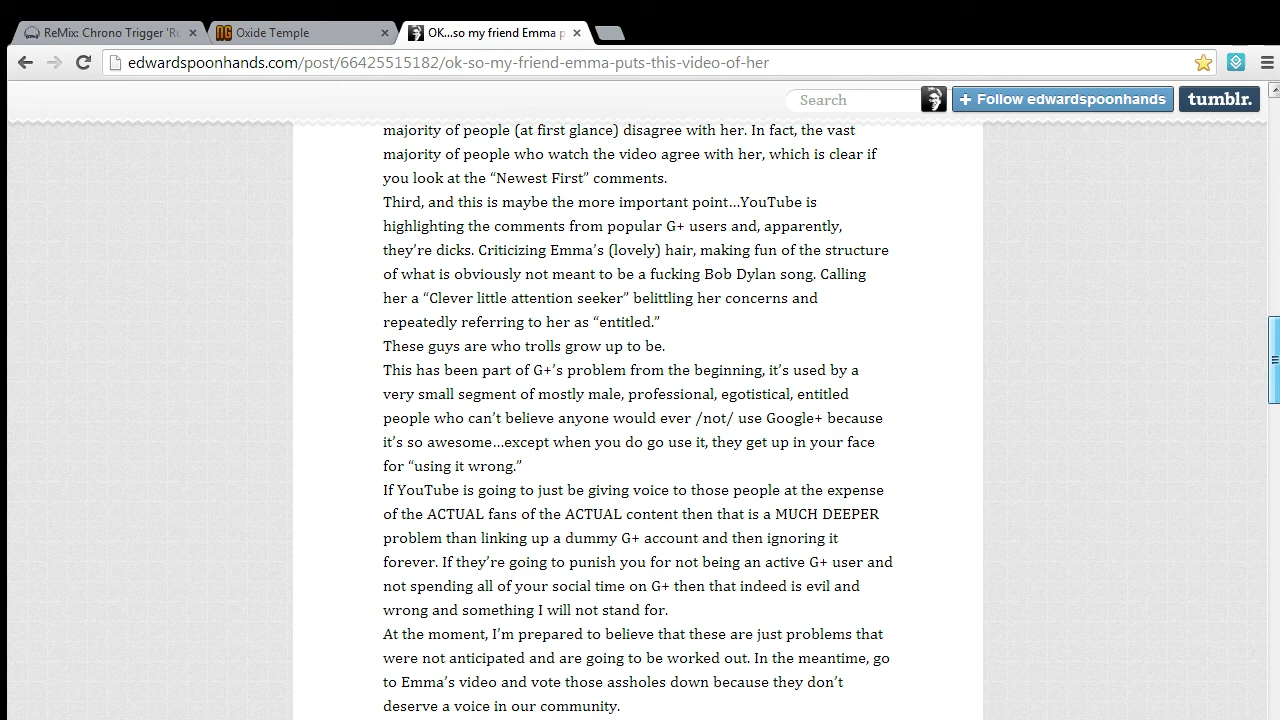 ReMix: Chrono Trigger 'Ru
Oxide Temple
OK...so my friend Emma p
edwardspoonhands.com/post/66425515182/ok-so-my-friend-emma-puts-this-video-of-her
Search
+ Follow edwardspoonhands
tumblr.
majority of people (at first glance) disagree with her. In fact, the vast
majority of people who watch the video agree with her, which is clear if
you look at the “Newest First” comments.
Third, and this is maybe the more important point…YouTube is
highlighting the comments from popular G+ users and, apparently,
they’re dicks. Criticizing Emma’s (lovely) hair, making fun of the structure
of what is obviously not meant to be a fucking Bob Dylan song. Calling
her a “Clever little attention seeker” belittling her concerns and
repeatedly referring to her as “entitled.”
These guys are who trolls grow up to be.
This has been part of G+’s problem from the beginning, it’s used by a
very small segment of mostly male, professional, egotistical, entitled
people who can’t believe anyone would ever /not/ use Google+ because
it’s so awesome…except when you do go use it, they get up in your face
for “using it wrong.”
If YouTube is going to just be giving voice to those people at the expense
of the ACTUAL fans of the ACTUAL content then that is a MUCH DEEPER
problem than linking up a dummy G+ account and then ignoring it
forever. If they’re going to punish you for not being an active G+ user and
not spending all of your social time on G+ then that indeed is evil and
wrong and something I will not stand for.
At the moment, I’m prepared to believe that these are just problems that
were not anticipated and are going to be worked out. In the meantime, go
to Emma’s video and vote those assholes down because they don’t
deserve a voice in our community.